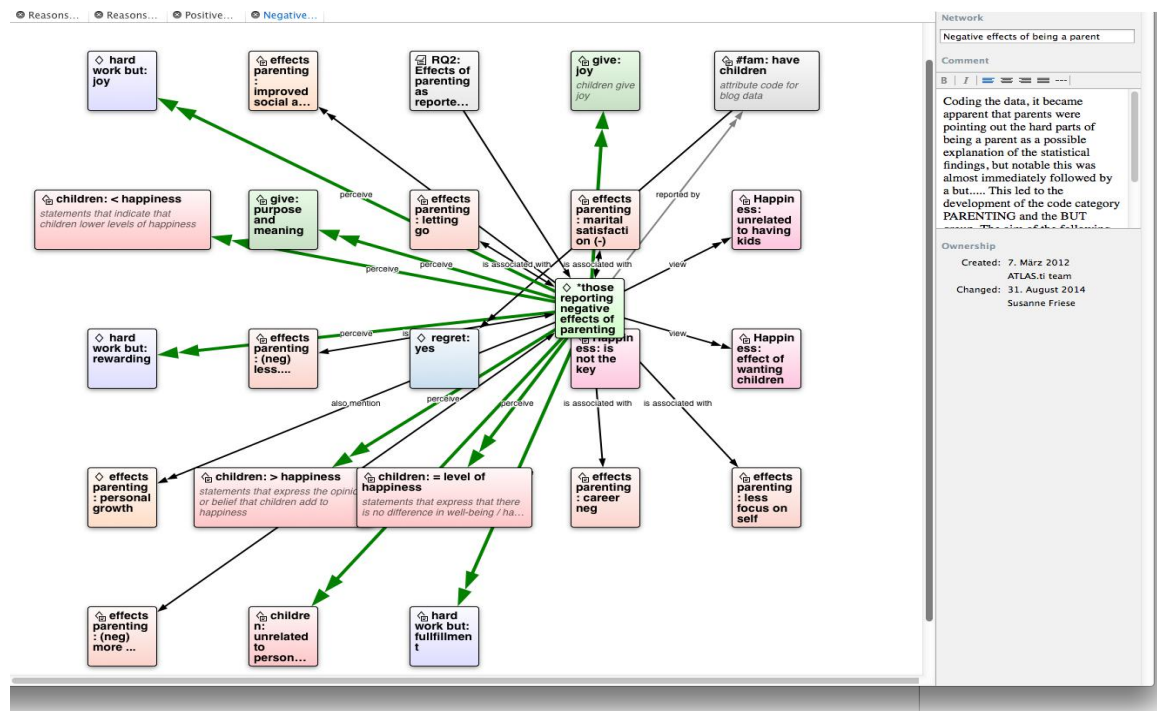 Reasons...
Reasons...
Positive...
Negative...
hard
work but:
joy
effects
parenting
:
improved
social a...
RQ2:
Effects of
parenting
as
reporte...
give:
joy
children give
joy
#fam: have
children
attribute code for
blog data
perceive
reported by
children: < happiness
statements that indicate that
children lower levels of happiness
give:
purpose
and
meaning
effects
parenting
: letting
go
effects
parenting
: marital
satisfacti
on (-)
Happin
ess:
unrelated
to having
kids
perceive
perceive
is associated with
is associated with
view
*those
reporting
negative
effects of
parenting
hard
work but:
rewarding
effects
parenting
: (neg)
less....
perceive
is
regret:
yes
Happin
ess: is not
the
key
view
Happin
ess:
effect of
wanting
children
also mention
perceive
perceive
is associated with
is associated with
effects
parenting
: personal
growth
children: > happiness
statements that express the opinio
or belief that children add to
happiness
children: = level of
happiness
statements that express that there
is no difference in well-being / ha...
effects
parenting
: career
neg
effects
parenting
: less
focus on
self
effects
parenting
: (neg)
more ...
childre
n:
unrelated
to
person...
hard
work but:
fullfillmen
t
Network
Negative effects of being a parent
Comment
B I
Coding the data, it became
apparent that parents were
pointing out the hard parts of
being a parent as a possible
explanation of the statistical
findings, but notable this was
almost immediately followed by
a but..... This led to the
development of the code category
PARENTING and the BUT
group. The aim of the following
Ownership
Created: 7. März 2012
ATLAS.ti team
Changed: 31. August 2014
Susanne Friese